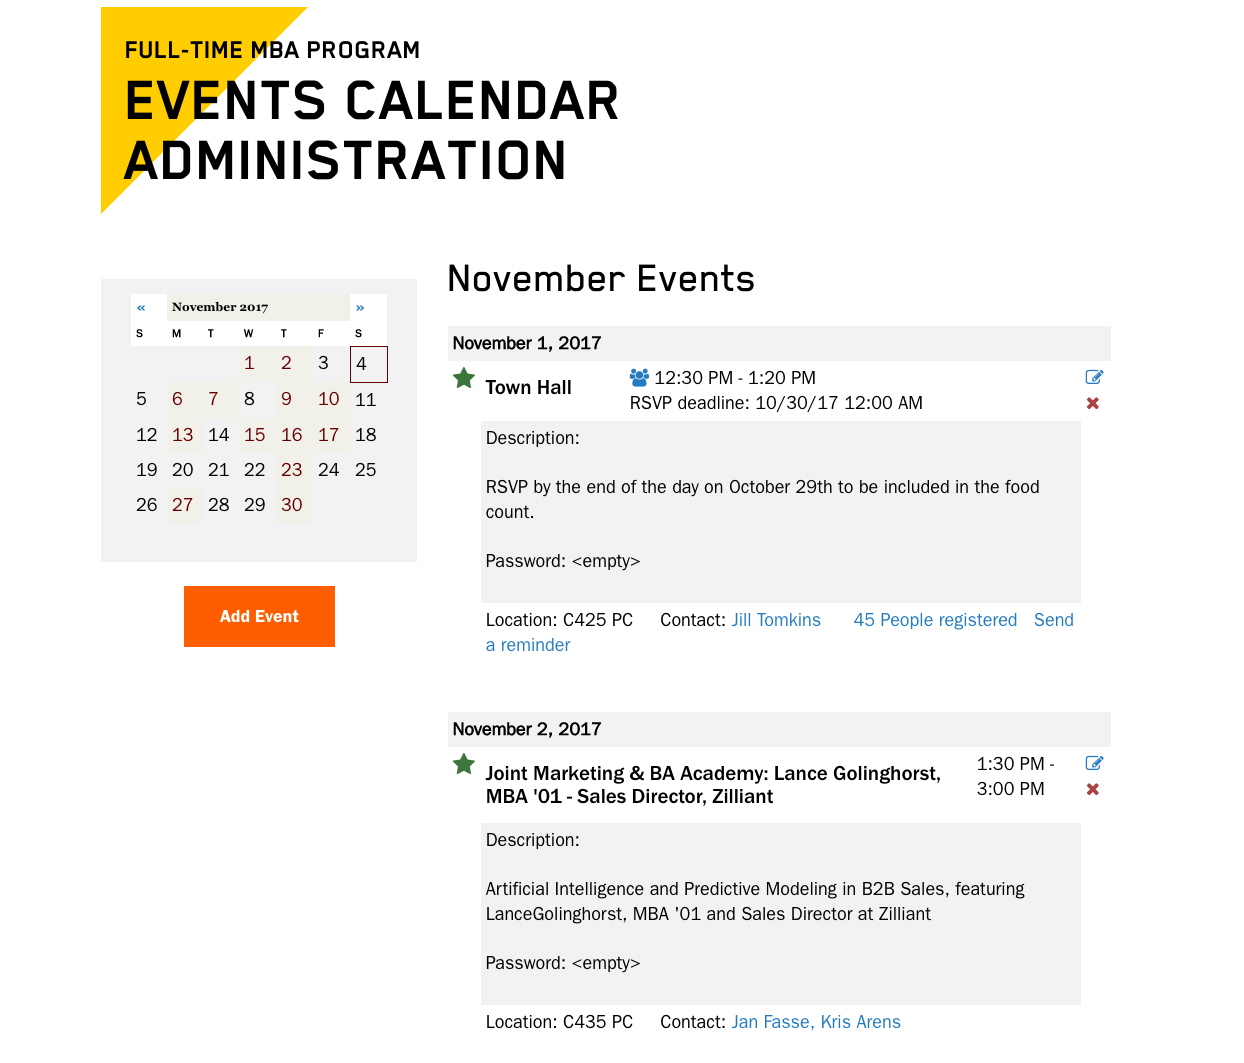 FULL-TIME MBA PROGRAM
EVENTS CALENDAR
ADMINISTRATION
« November 2017 »
S M T W T F S
1 2 3 4
5 6 7 8 9 10 11
12 13 14 15 16 17 18
19 20 21 22 23 24 25
26 27 28 29 30
Add Event
November Events
November 1, 2017
Town Hall
12:30 PM - 1:20 PM
RSVP deadline: 10/30/17 12:00 AM
Description:
RSVP by the end of the day on October 29th to be included in the food
count.
Password: <empty>
Location: C425 PC Contact: Jill Tomkins 45 People registered Send
a reminder
November 2, 2017
Joint Marketing & BA Academy: Lance Golinghorst,
MBA '01 - Sales Director, Zilliant
1:30 PM -
3:00 PM
Description:
Artificial Intelligence and Predictive Modeling in B2B Sales, featuring
LanceGolinghorst, MBA '01 and Sales Director at Zilliant
Password: <empty>
Location: C435 PC Contact: Jan Fasse, Kris Arens